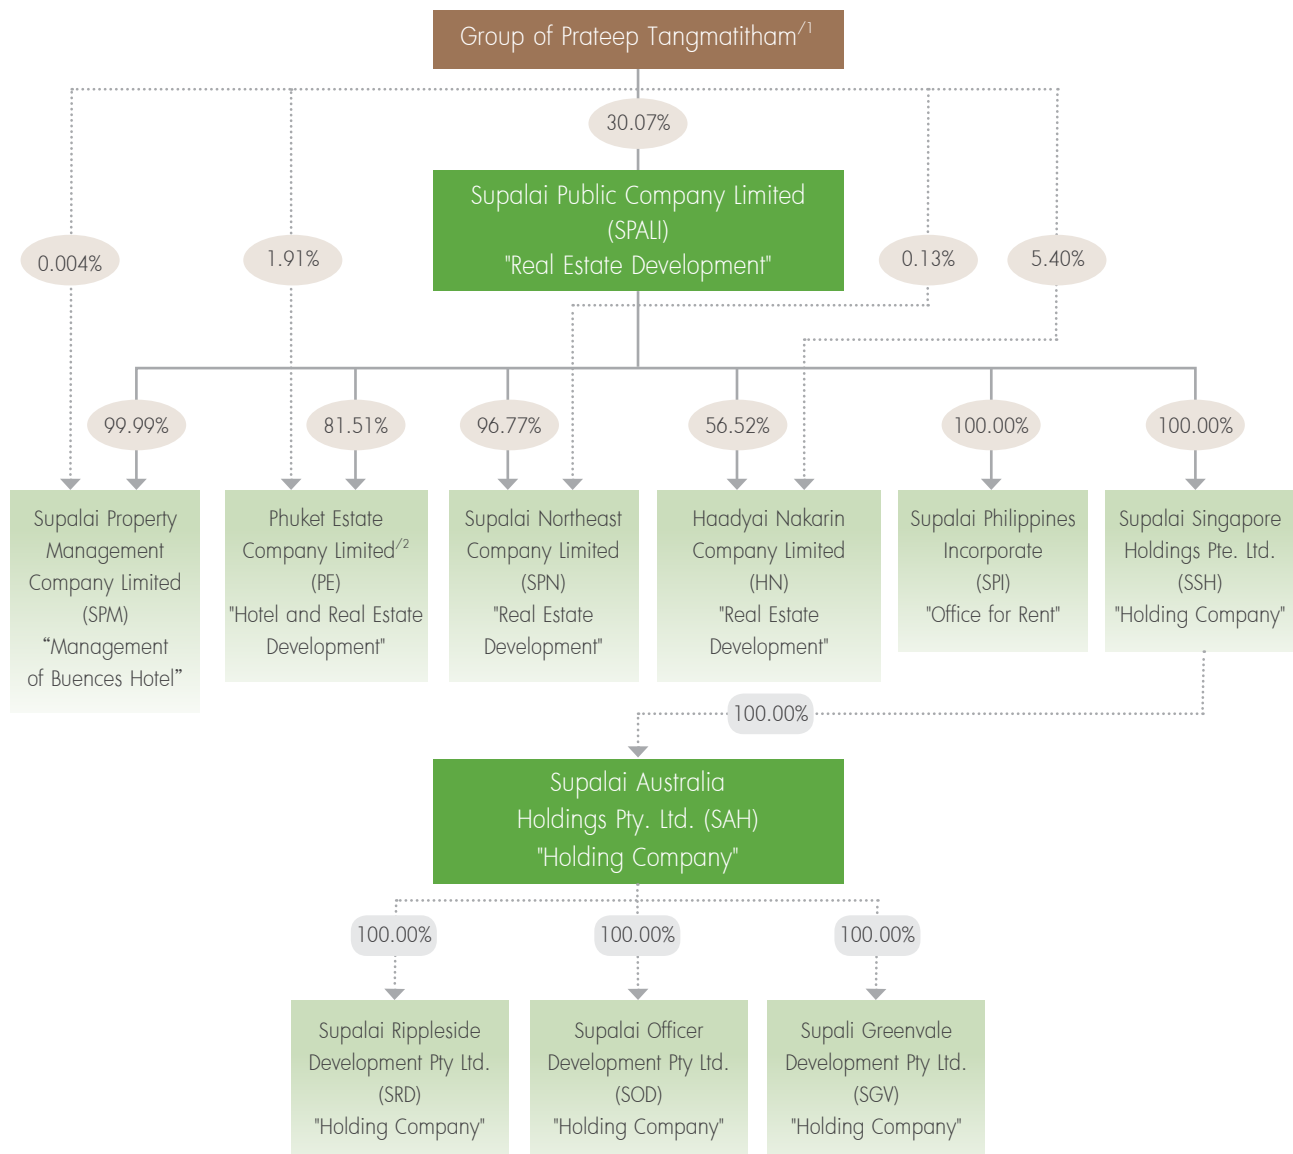 Group of Prateep Tangmatitham/1
30.07%
Supalai Public Company Limited
(SPALI)
"Real Estate Development"
0.004%
1.91%
0.13%
5.40%
99.99%
81.51%
96.77%
56.52%
100.00%
100.00%
Supalai Property
Management
Company Limited
(SPM)
“Management
of Buences Hotel”
Phuket Estate
Company Limited/2
(PE)
"Hotel and Real Estate
Development"
Supalai Northeast
Company Limited
(SPN)
"Real Estate
Development"
Haadyai Nakarin
Company Limited
(HN)
"Real Estate
Development"
Supalai Philippines
Incorporate
(SPI)
"Office for Rent"
Supalai Singapore
Holdings Pte. Ltd.
(SSH)
"Holding Company"
100.00%
Supalai Australia
Holdings Pty. Ltd. (SAH)
"Holding Company"
100.00%
100.00%
100.00%
Supalai Rippleside
Development Pty Ltd.
(SRD)
"Holding Company"
Supalai Officer
Development Pty Ltd.
(SOD)
"Holding Company"
Supali Greenvale
Development Pty Ltd.
(SGV)
"Holding Company"